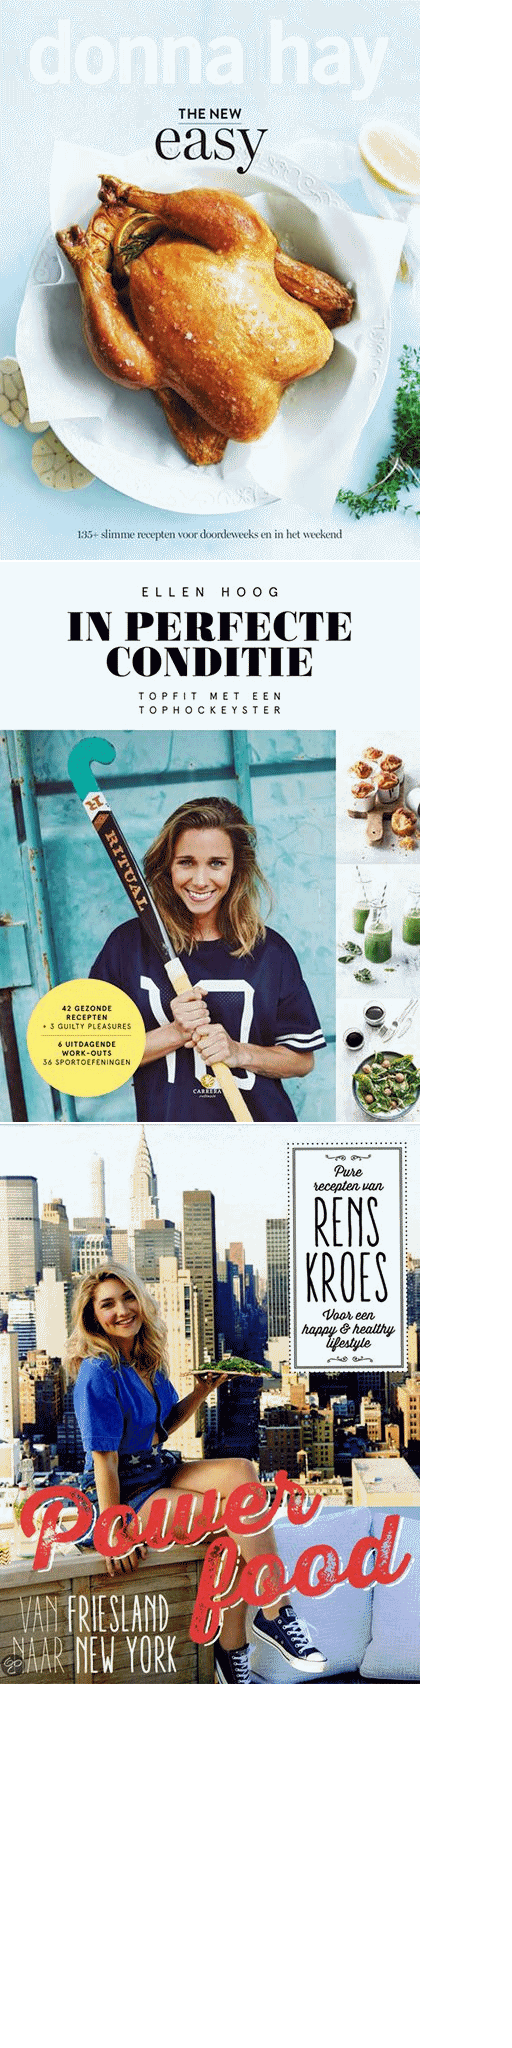 donna hay
THE NEW
easy
135+ slimme recepten voor doordeweeks en in het weekend
ELLEN HOOG
IN PERFECTE
CONDITIE
TOPFIT MET EEN
TOPHOCKEYSTER
RITUAL
42 GEZONDE
RECEPTEN
+ 3 GUILTY PLEASURES
6 UITDAGENDE
WORK-OUTS
36 SPORTOEFENINGEN
CARRERA
culinair
Pure
recepten van
RENS
KROES
Voor een
happy & healthy
lifestyle
Power
food
VAN FRIESLAND
NAAR NEW YORK